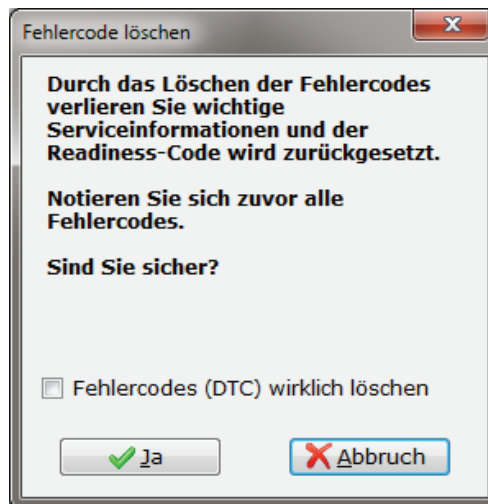 Fehlercode löschen
Durch das Löschen der Fehlercodes
verlieren Sie wichtige
Serviceinformationen und der
Readiness-Code wird zurückgesetzt.
Notieren Sie sich zuvor alle
Fehlercodes.
Sind Sie sicher?
Fehlercodes (DTC) wirklich löschen
Ja
Abbruch